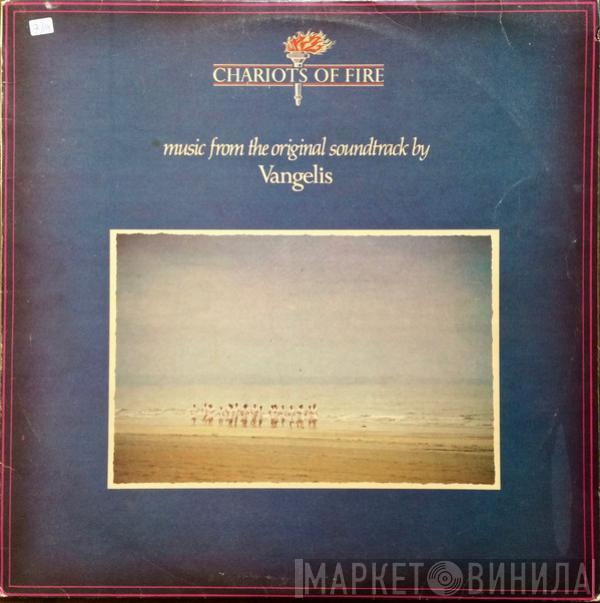 CHARIOTS OF FIRE
music from the original soundtrack by
Vangelis
МАРКЕТ ВИНИЛА